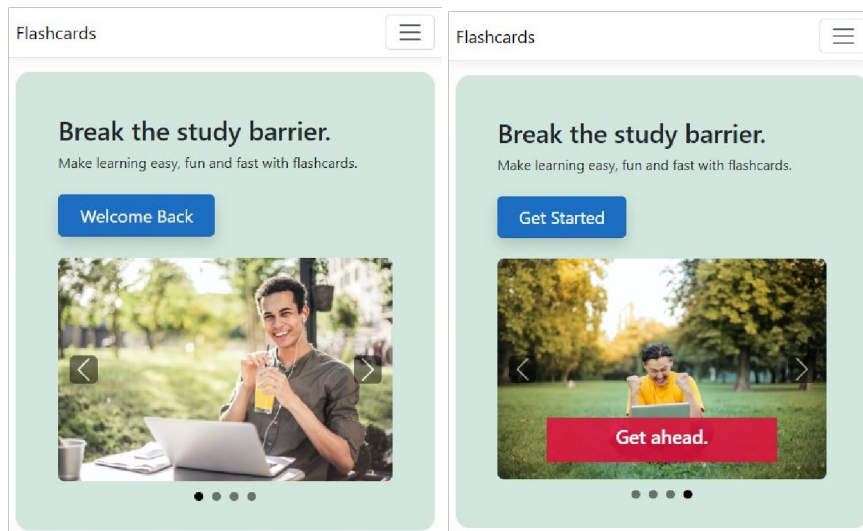 Flashcards
Break the study barrier.
Make learning easy, fun and fast with flashcards.
Welcome Back
Flashcards
Break the study barrier.
Make learning easy, fun and fast with flashcards.
Get Started
Get ahead.